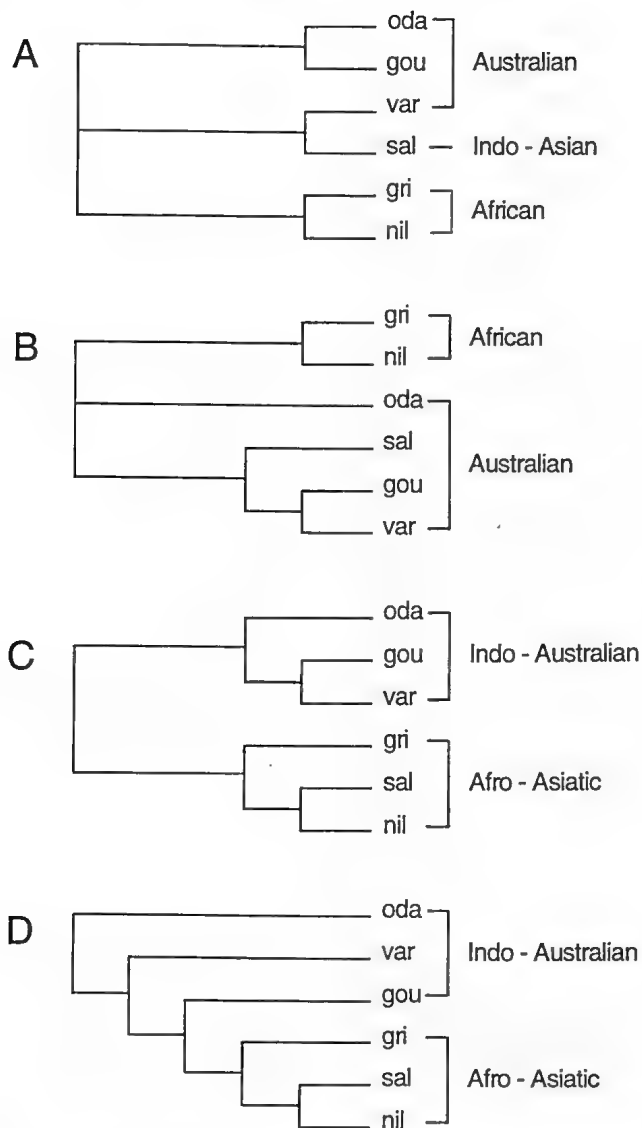 A
oda
gou
Australian
var
sal
Indo - Asian
gri
African
nil
B
gri
African
nil
oda
sal
Australian
gou
var
C
oda
gou
Indo - Australian
var
gri
sal
Afro - Asiatic
nil
D
oda
var
Indo - Australian
gou
gri
sal
Afro - Asiatic
nil